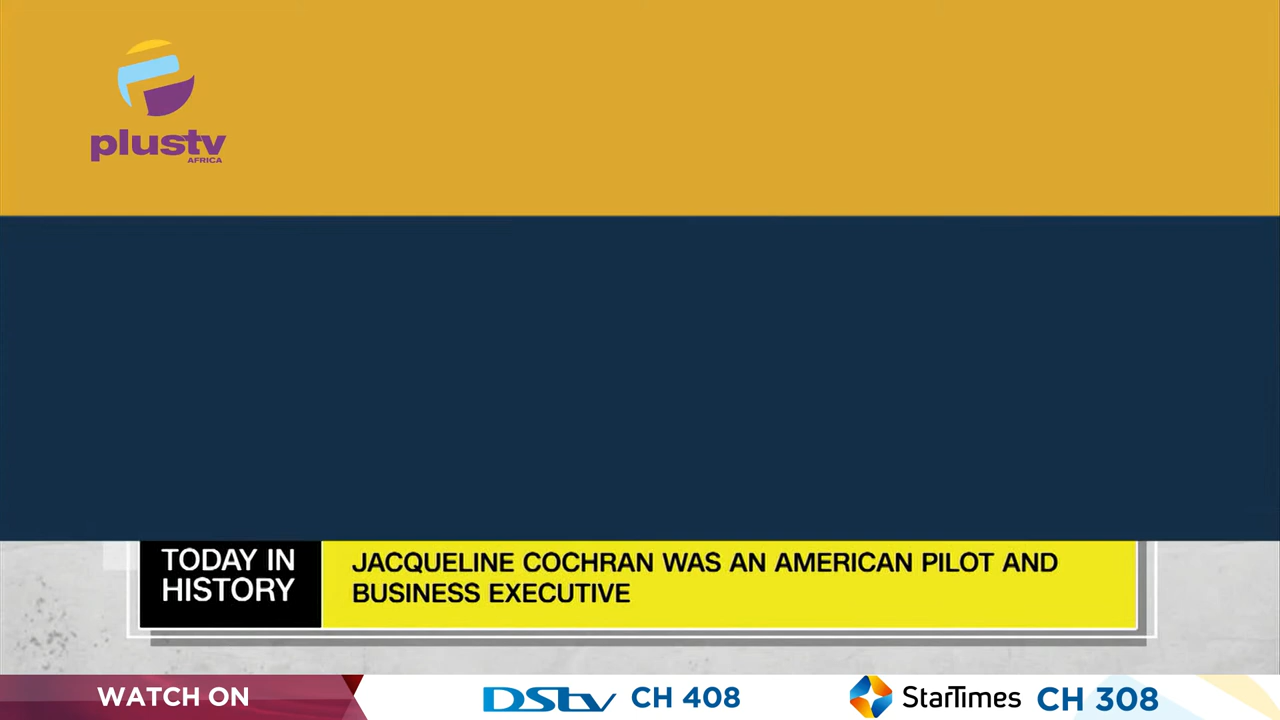 plustv
AFRICA
TODAY IN
HISTORY
JACQUELINE COCHRAN WAS AN AMERICAN PILOT AND
BUSINESS EXECUTIVE
WATCH ON
DStv CH 408
StarTimes CH 308